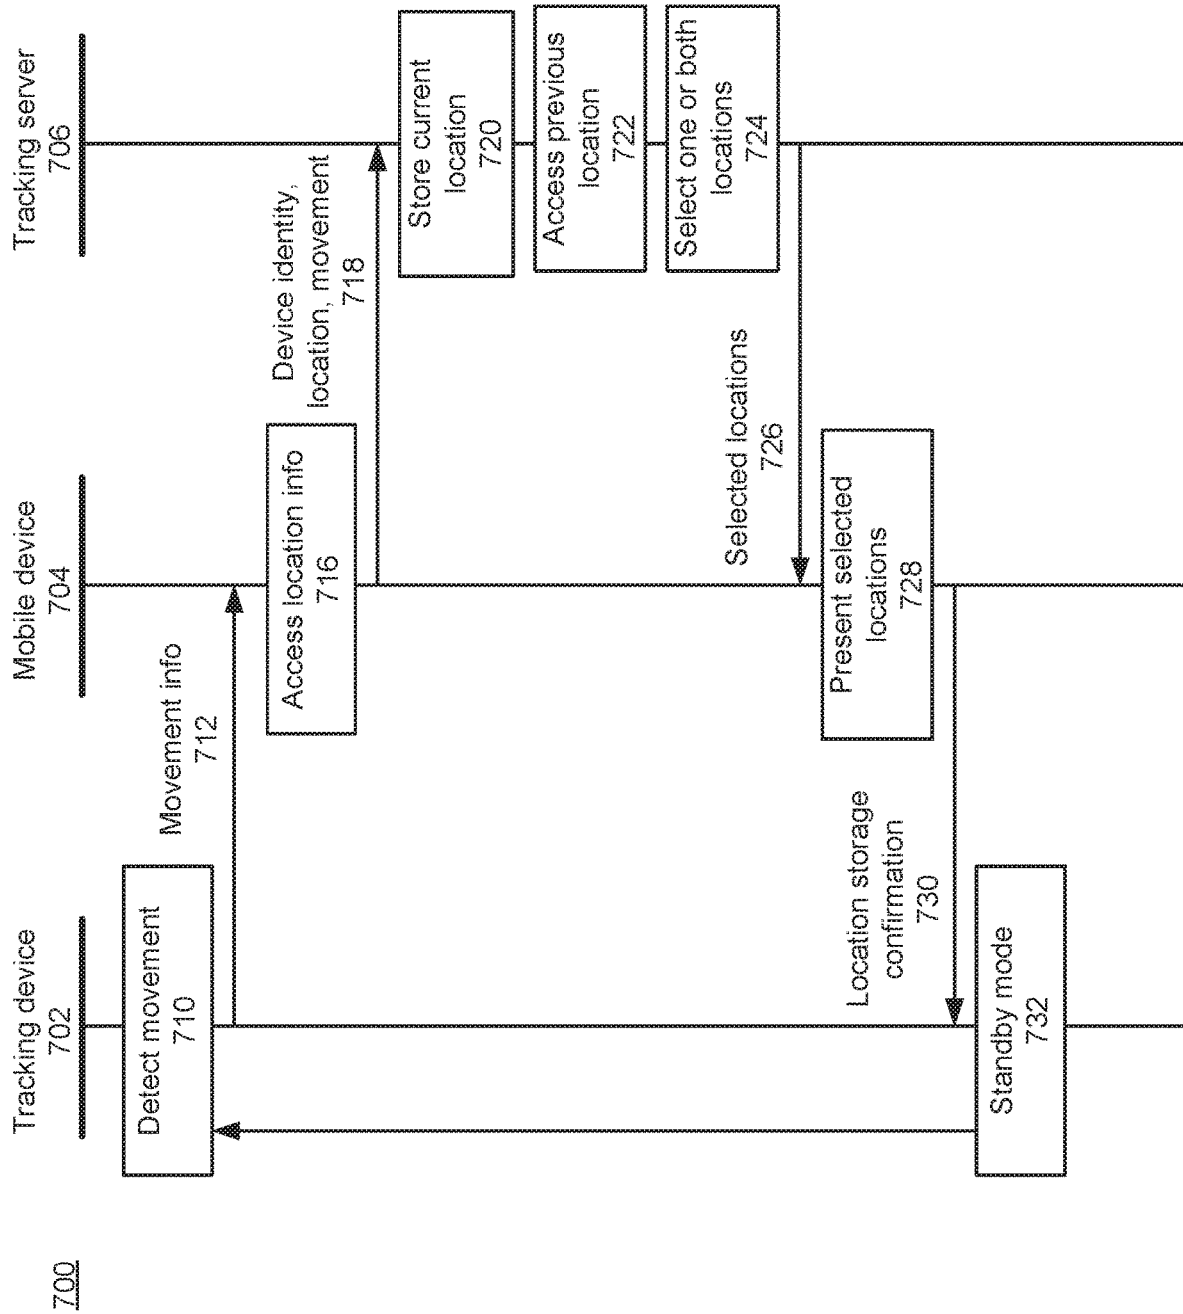 700
Tracking device
702
Mobile device
704
Tracking server
706
Detect movement
710
Movement info
712
Access location info
716
Device identity,
location, movement
718
Store current
location
720
Access previous
location
722
Select one or both
locations
724
Selected locations
726
Present selected
locations
728
Location storage
confirmation
730
Standby mode
732